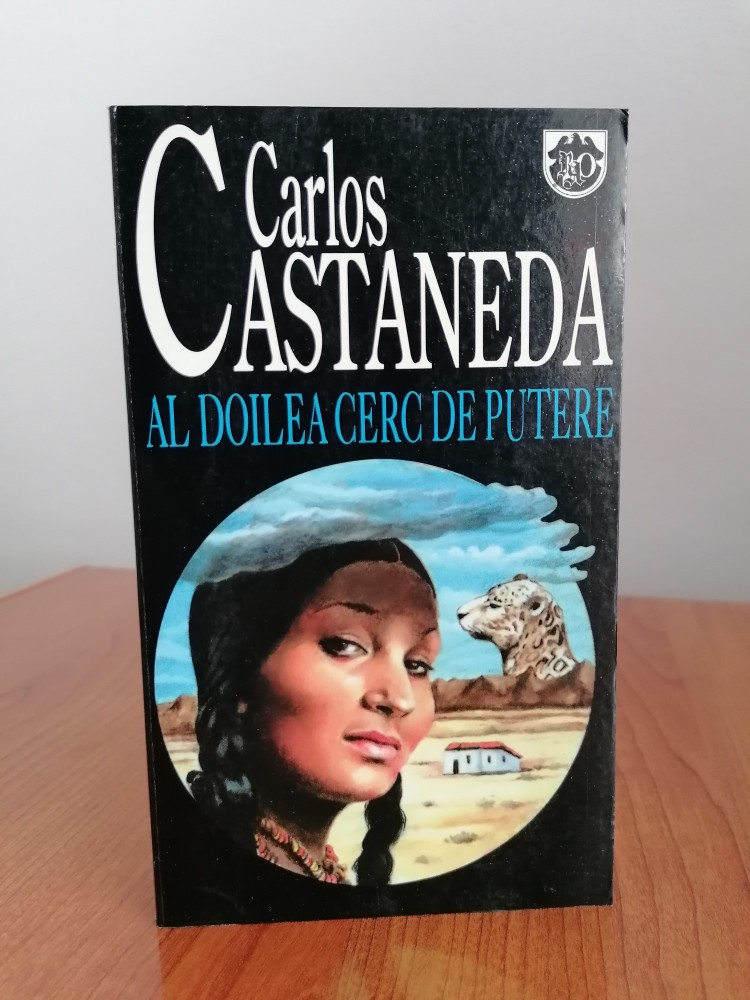 Carlos
CASTANEDA
AL DOILEA CERC DE PUTERE